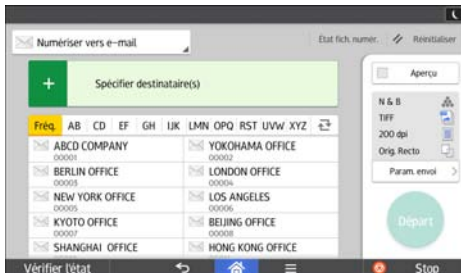 Numériser vers e-mail
État fich. numér.
Réinitialiser
+
Spécifier destinataire(s)
Aperçu
Fréq. AB CD EF GH IJK LMN OPQ RST UVW XYZ
ABCD COMPANY
00001
YOKOHAMA OFFICE
00002
BERLIN OFFICE
00003
LONDON OFFICE
00004
NEW YORK OFFICE
00005
LOS ANGELES
00006
KYOTO OFFICE
00007
BEIJING OFFICE
00008
SHANGHAI OFFICE
HONG KONG OFFICE
N & B
TIFF
200 dpi
Orig. Recto
Param. envoi
Départ
Vérifier l'état
Stop